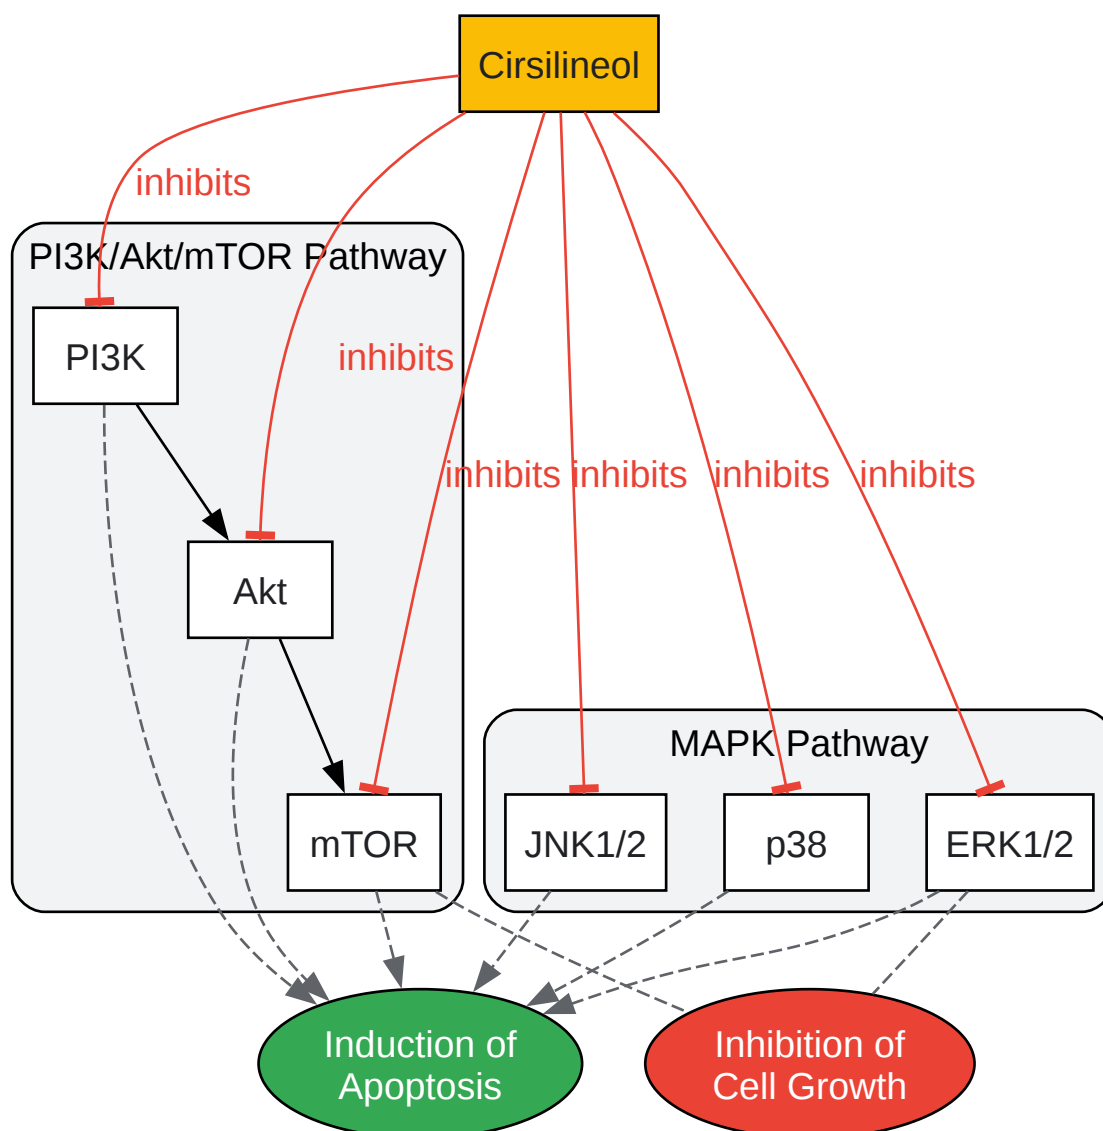 Cirsilineol
inhibits
PI3K/Akt/mTOR Pathway
PI3K
inhibits
inhibits
inhibits
inhibits
inhibits
Akt
MAPK Pathway
mTOR
JNK1/2
p38
ERK1/2
Induction of
Apoptosis
Inhibition of
Cell Growth